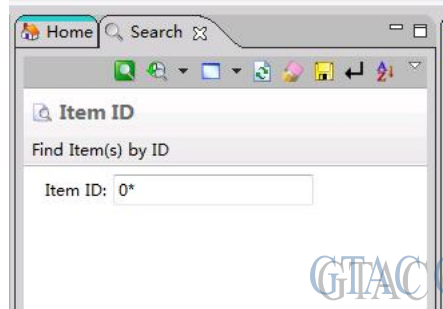 Home Search
Item ID
Find Item(s) by ID
Item ID: 0*
GTAC